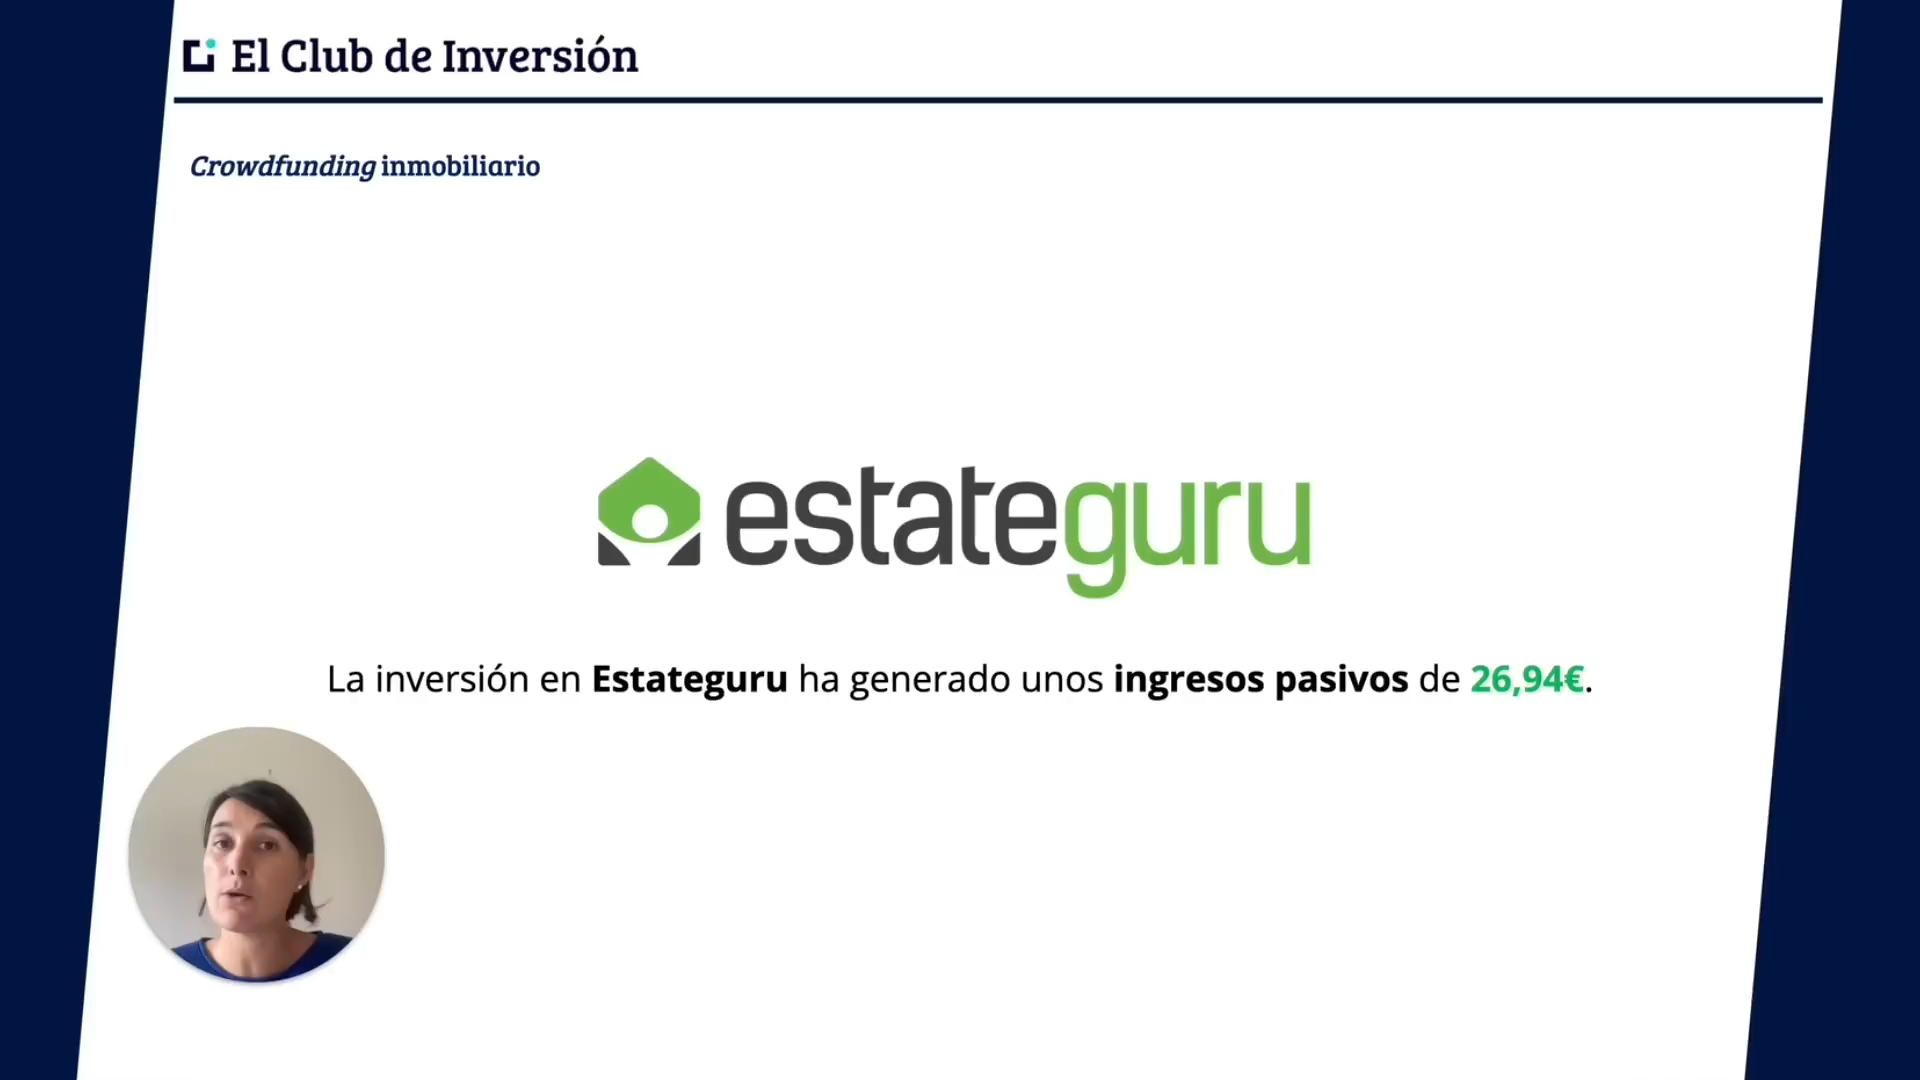 El Club de Inversión
Crowdfunding inmobiliario
estateguru
La inversión en Estateguru ha generado unos ingresos pasivos de 26,94€.